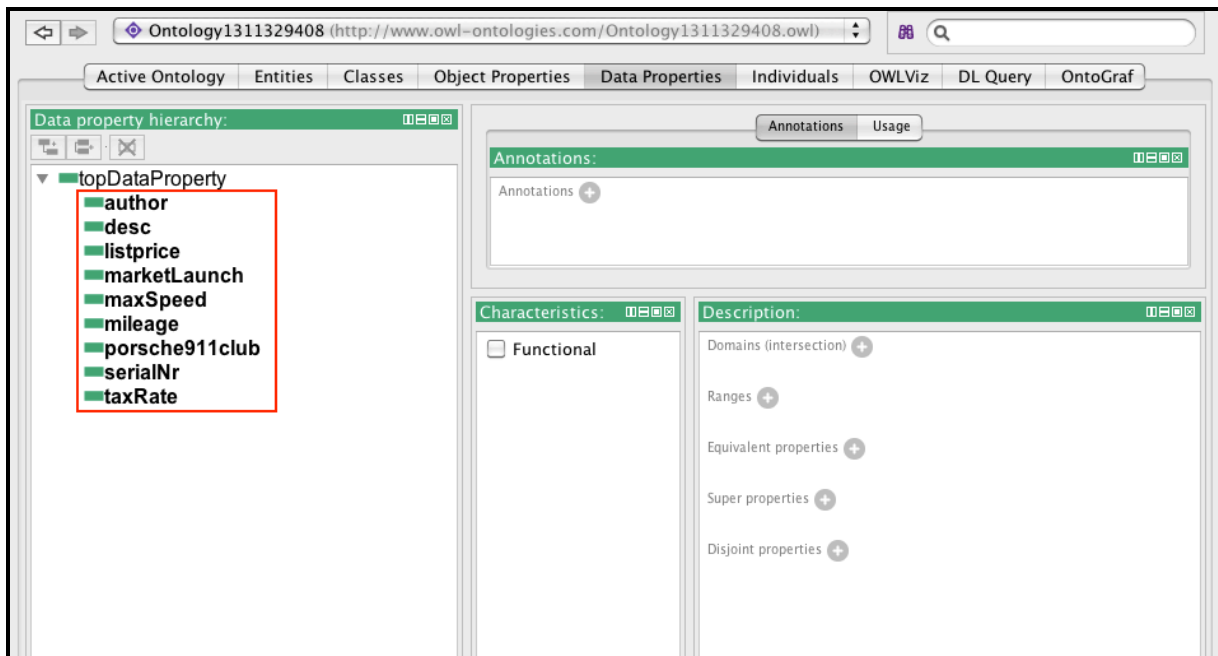 Ontology1311329408 (http://www.owl-ontologies.com/Ontology1311329408.owl)
Active Ontology Entities Classes Object Properties Data Properties Individuals OWLViz DL Query OntoGraf
Data property hierarchy:
topDataProperty
author
desc
listprice
marketLaunch
maxSpeed
mileage
porsche911club
serialNr
taxRate
Annotations Usage
Annotations:
Annotations
Characteristics:
Functional
Description:
Domains (intersection)
Ranges
Equivalent properties
Super properties
Disjoint properties